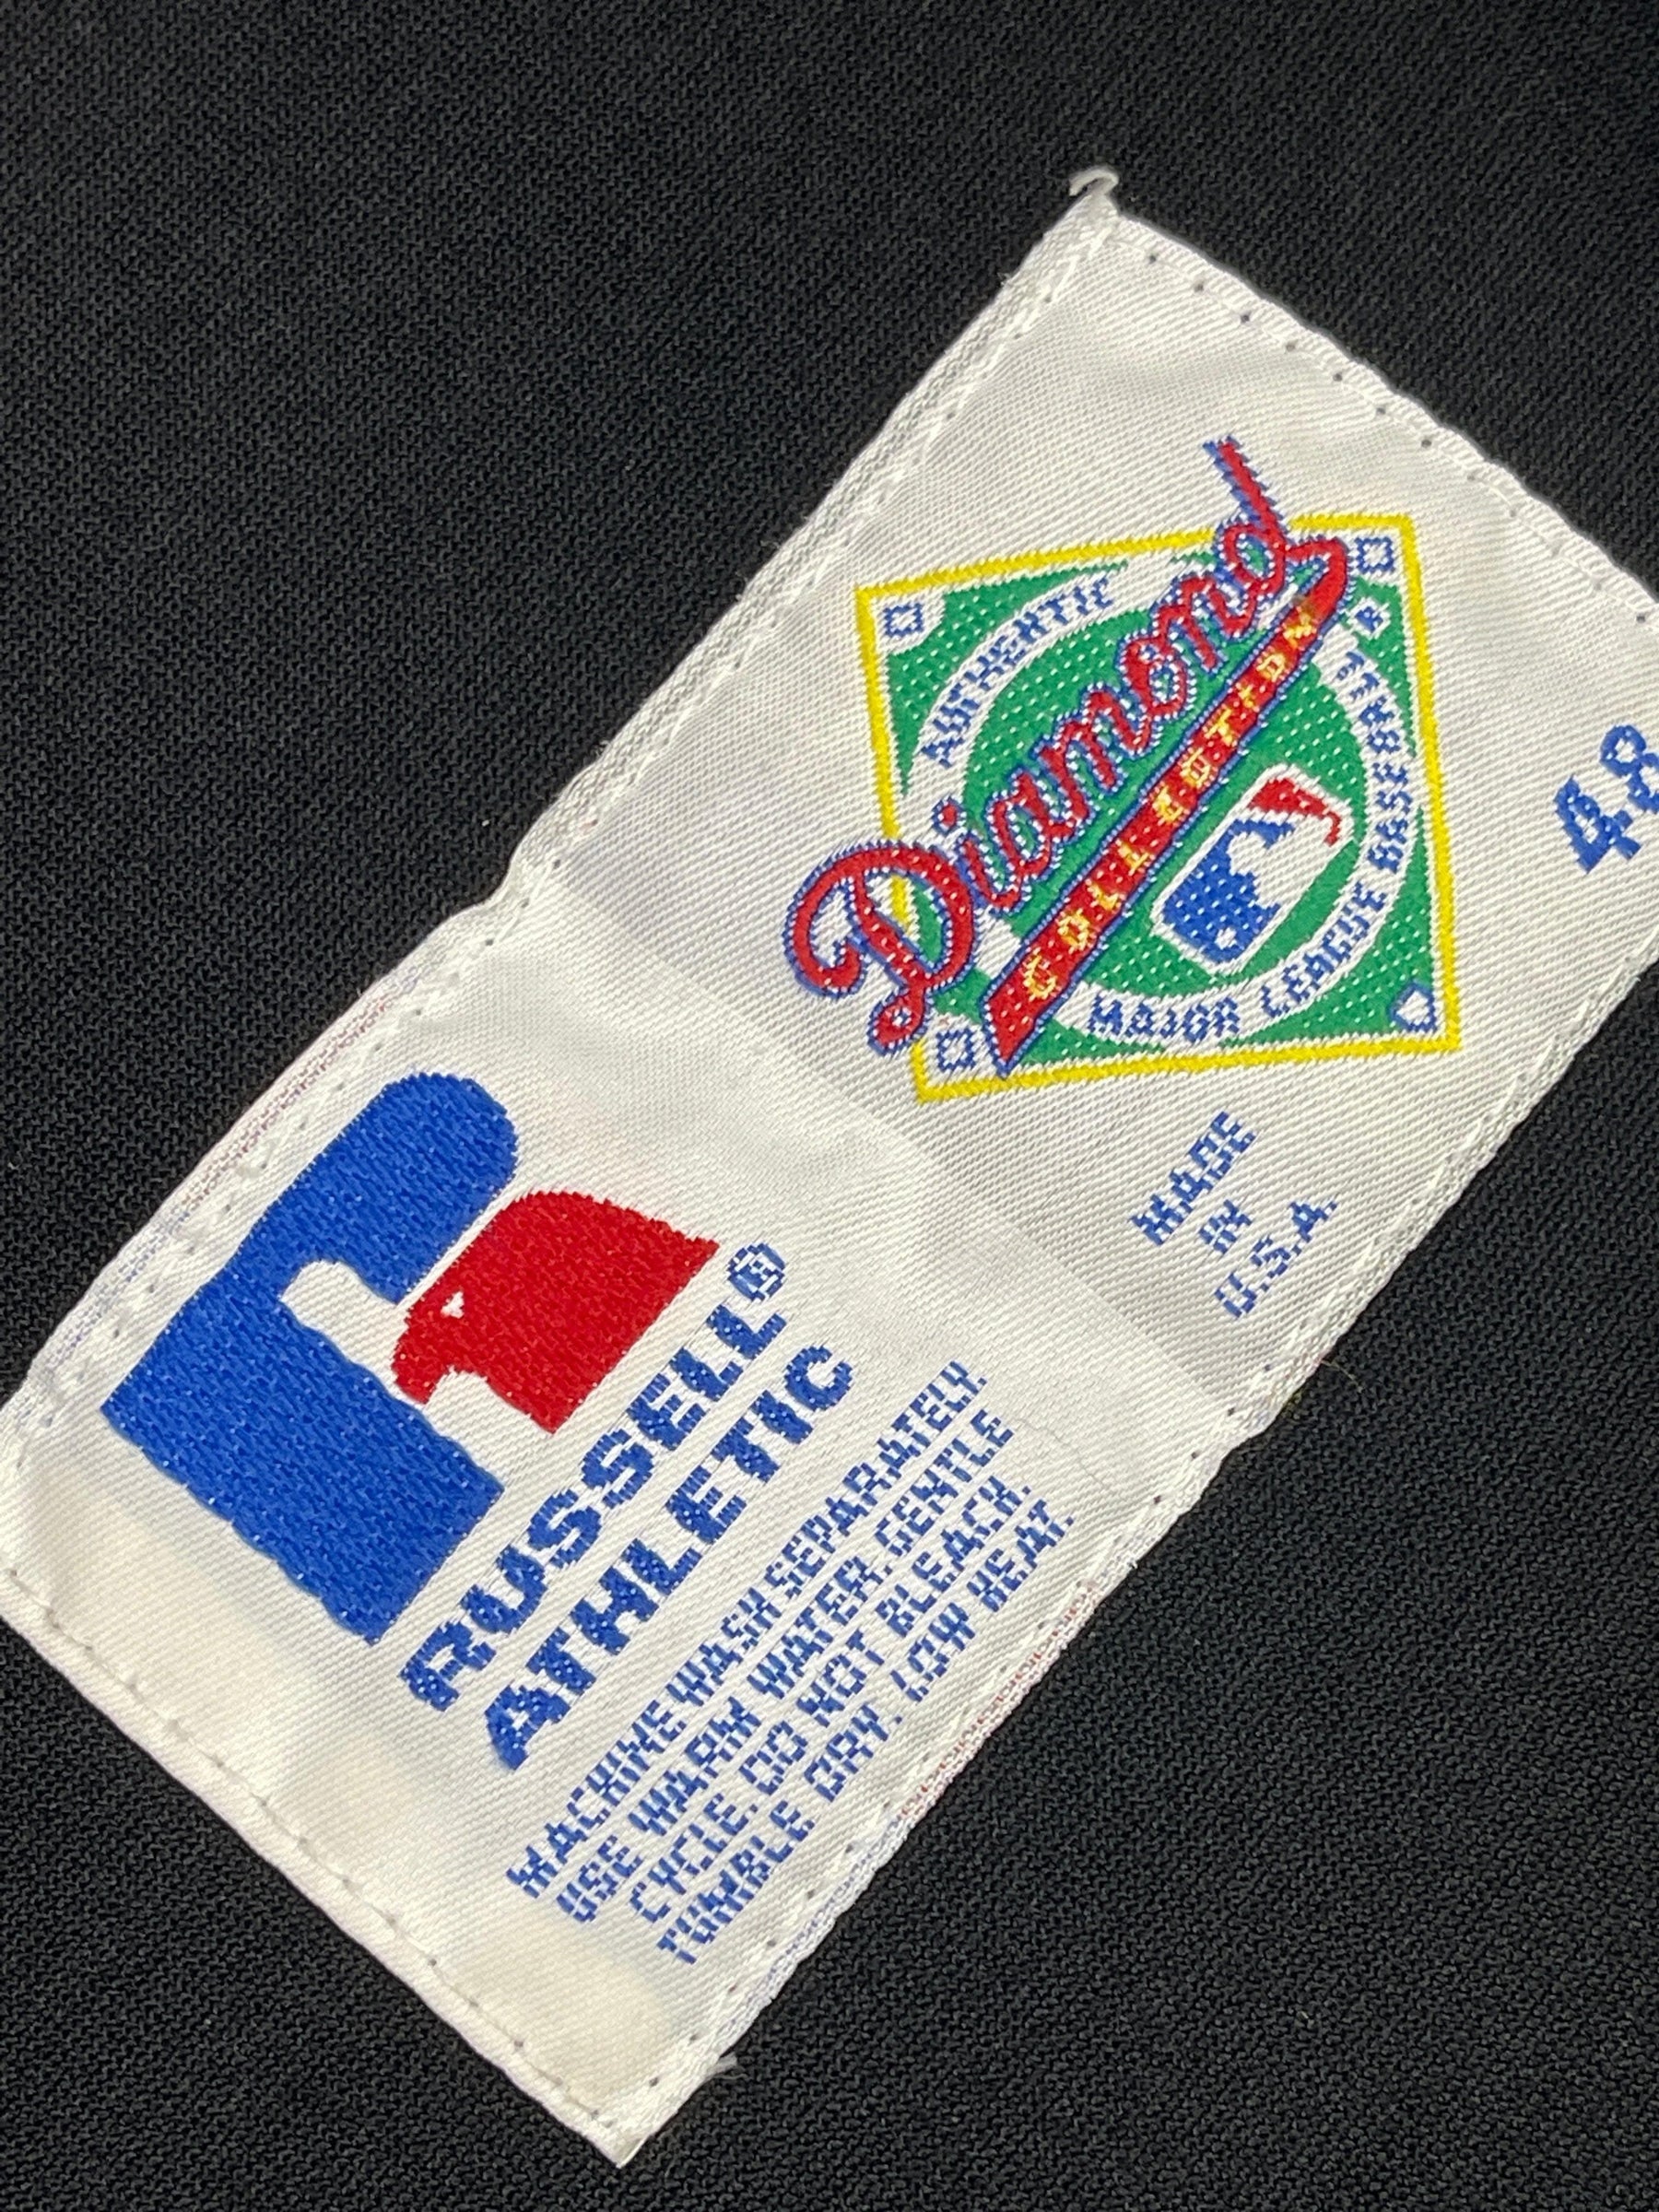 AUTHENTIC
Diamond
COLLECTION
MAJOR LEAGUE BASEBALL®
48
MADE
IN
U.S.A.
RUSSELL®
ATHLETIC
MACHINE WASH SEPARATELY.
USE WARM WATER. GENTLE
CYCLE. DO NOT BLEACH.
TUMBLE DRY. LOW HEAT.